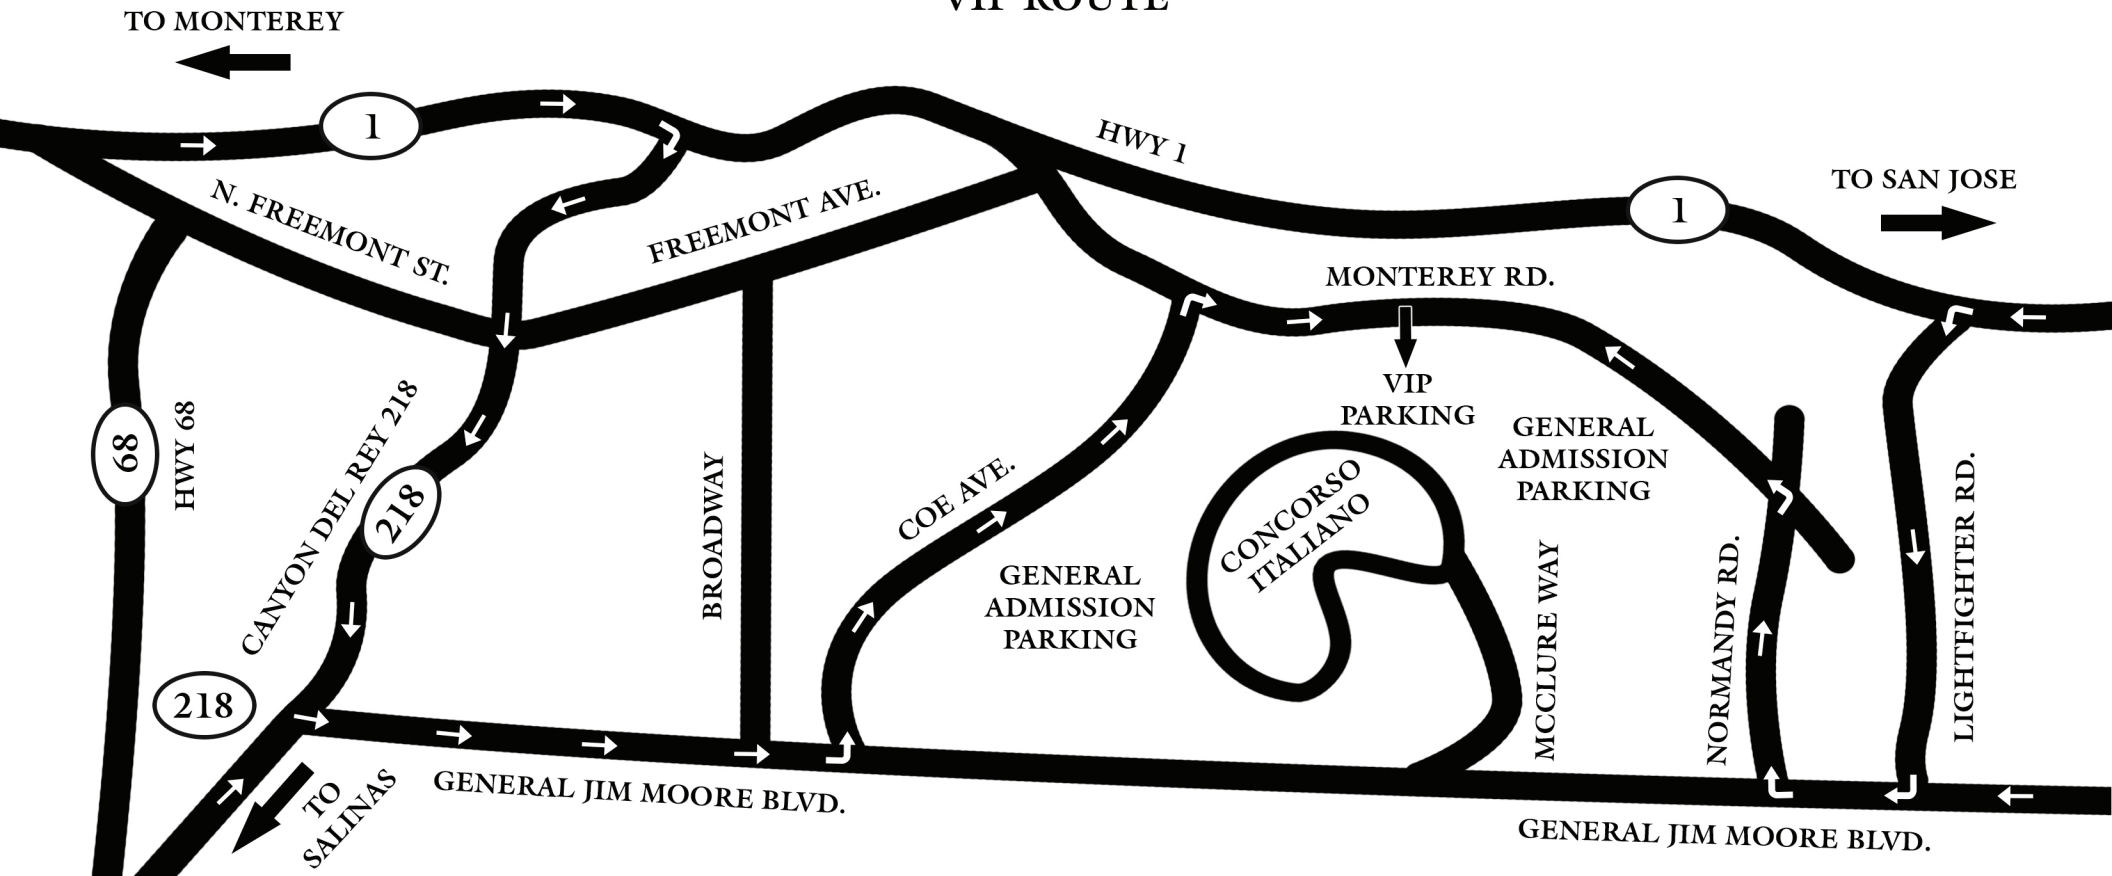 VIP ROUTE
TO MONTEREY
1
HWY 1
1
TO SAN JOSE
N. FREEMONT ST.
FREEMONT AVE.
MONTEREY RD.
VIP
PARKING
GENERAL
ADMISSION
PARKING
68
HWY 68
CANYON DEL REY 218
218
BROADWAY
COE AVE.
CONCORSO
ITALIANO
GENERAL
ADMISSION
PARKING
MCCLURE WAY
NORMANDY RD.
LIGHTFIGHTER RD.
218
TO
SALINAS
GENERAL JIM MOORE BLVD.
GENERAL JIM MOORE BLVD.